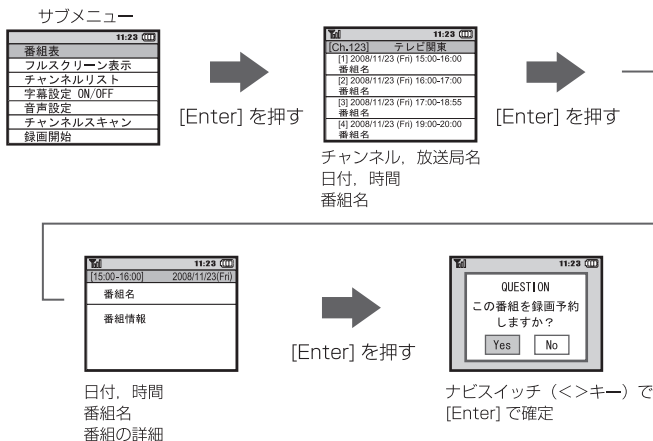 サブメニュー
11:23
番組表
フルスクリーン表示
チャンネルリスト
字幕設定 ON/OFF
音声設定
チャンネルスキャン
録画開始
[Enter] を押す
11:23
[Ch.123] テレビ関東
[1] 2008/11/23 (Fri) 15:00-16:00
番組名
[2] 2008/11/23 (Fri) 16:00-17:00
番組名
[3] 2008/11/23 (Fri) 17:00-18:55
番組名
[4] 2008/11/23 (Fri) 19:00-20:00
番組名
チャンネル，放送局名
日付，時間
番組名
[Enter] を押す
11:23
[15:00-16:00] 2008/11/23(Fri)
番組名
番組情報
日付，時間
番組名
番組の詳細
[Enter] を押す
11:23
QUESTION
この番組を録画予約
しますか？
Yes No
ナビスイッチ（<>キー）で
[Enter] で確定